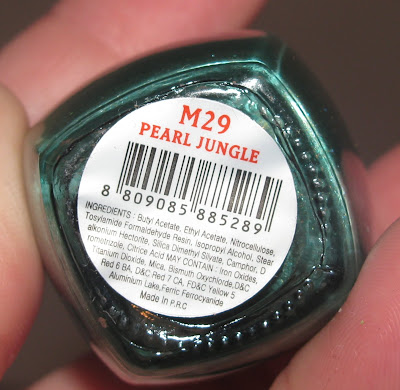 M29
PEARL JUNGLE
8 809085 885289
INGREDIENTS : Butyl Acetate, Ethyl Acetate, Nitrocellulose,
Tosylamide Formaldehyde Resin, Isopropyl Alcohol, Stear
alkonium Hectorite, Silica Dimethyl Silyate, Camphor, D
rometrizole, Citrice Acid MAY CONTAIN : Iron Oxides,
Titanium Dioxide, Mica, Bismuth Oxychloride,D&C
Red 6 BA, D&C.Red 7 CA, FD&C Yellow 5
Aluminium Lake,Ferric Ferrocyanide
Made In P.R.C